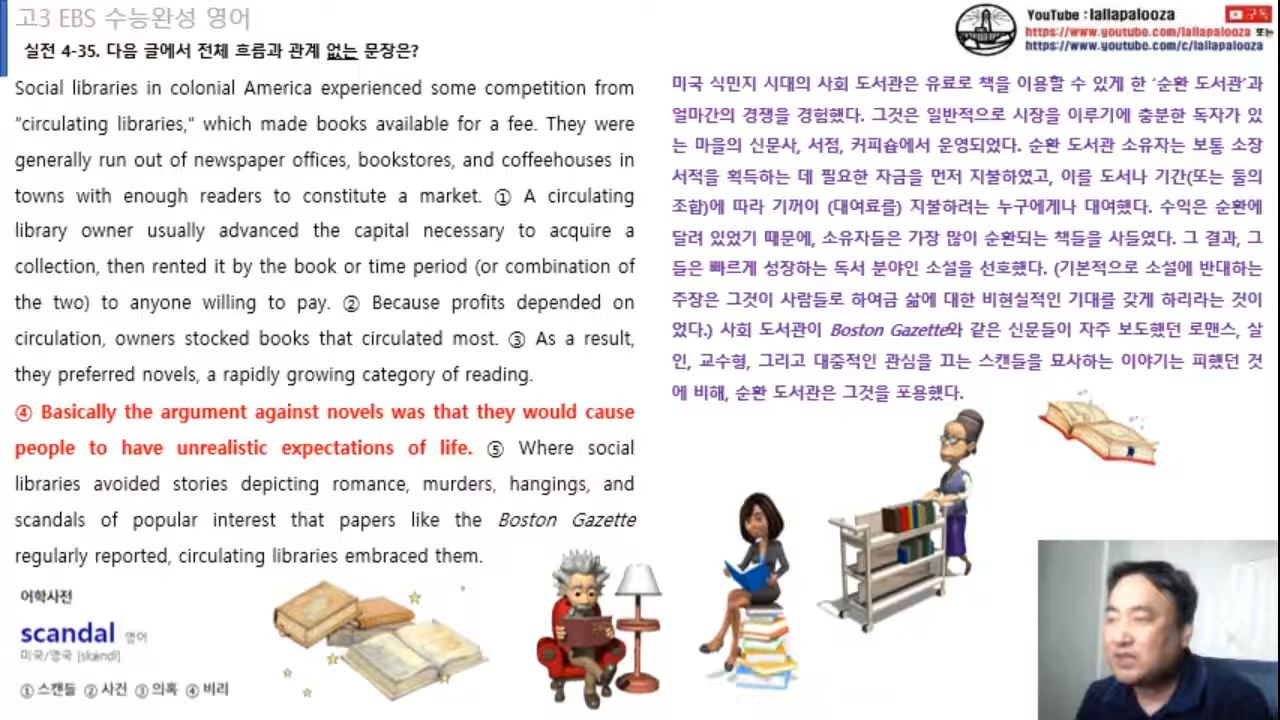 고3 EBS 수능완성 영어
실전 4-35. 다음 글에서 전체 흐름과 관계 없는 문장은?
YouTube : lallapalooza
구독
https://www.youtube.com/lallapalooza 또는
https://www.youtube.com/c/lallapalooza
Social libraries in colonial America experienced some competition from
“circulating libraries,” which made books available for a fee. They were
generally run out of newspaper offices, bookstores, and coffeehouses in
towns with enough readers to constitute a market. ① A circulating
library owner usually advanced the capital necessary to acquire a
collection, then rented it by the book or time period (or combination of
the two) to anyone willing to pay. ② Because profits depended on
circulation, owners stocked books that circulated most. ③ As a result,
they preferred novels, a rapidly growing category of reading.
④ Basically the argument against novels was that they would cause
people to have unrealistic expectations of life. ⑤ Where social
libraries avoided stories depicting romance, murders, hangings, and
scandals of popular interest that papers like the Boston Gazette
regularly reported, circulating libraries embraced them.
미국 식민지 시대의 사회 도서관은 유료로 책을 이용할 수 있게 한 ‘순환 도서관’과
얼마간의 경쟁을 경험했다. 그것은 일반적으로 시장을 이루기에 충분한 독자가 있
는 마을의 신문사, 서점, 커피숍에서 운영되었다. 순환 도서관 소유자는 보통 소장
서적을 획득하는 데 필요한 자금을 먼저 지불하였고, 이를 도서나 기간(또는 둘의
조합)에 따라 기꺼이 (대여료를) 지불하려는 누구에게나 대여했다. 수익은 순환에
달려 있었기 때문에, 소유자들은 가장 많이 순환되는 책들을 사들였다. 그 결과, 그
들은 빠르게 성장하는 독서 분야인 소설을 선호했다. (기본적으로 소설에 반대하는
주장은 그것이 사람들로 하여금 삶에 대한 비현실적인 기대를 갖게 하리라는 것이
었다.) 사회 도서관이 Boston Gazette와 같은 신문들이 자주 보도했던 로맨스, 살
인, 교수형, 그리고 대중적인 관심을 끄는 스캔들을 묘사하는 이야기는 피했던 것
에 비해, 순환 도서관은 그것을 포용했다.
어학사전
scandal 영어
미국/영국 [skændl]
① 스캔들 ② 사건 ③ 의혹 ④ 비리